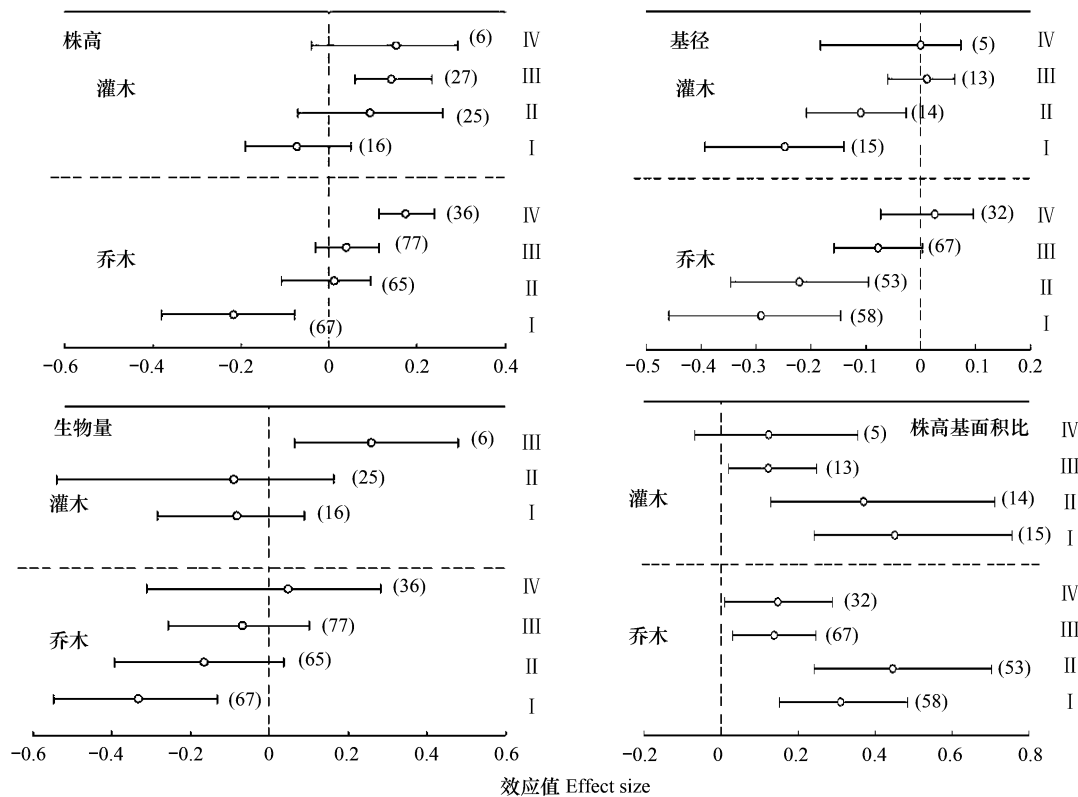 株高
(6) Ⅳ
灌木
(27) Ⅲ
(25) Ⅱ
(16) Ⅰ
(36) Ⅳ
乔木
(77) Ⅲ
(65) Ⅱ
(67) Ⅰ
−0.6 −0.4 −0.2 0 0.2 0.4
基径
(5) Ⅳ
灌木
(13) Ⅲ
(14) Ⅱ
(15) Ⅰ
(32) Ⅳ
乔木
(67) Ⅲ
(53) Ⅱ
(58) Ⅰ
−0.5 −0.4 −0.3 −0.2 −0.1 0 0.1 0.2
生物量
(6) Ⅲ
(25) Ⅱ
灌木
(16) Ⅰ
(36) Ⅳ
乔木
(77) Ⅲ
(65) Ⅱ
(67) Ⅰ
−0.6 −0.4 −0.2 0 0.2 0.4 0.6
株高基面积比
(5) Ⅳ
(13) Ⅲ
灌木
(14) Ⅱ
(15) Ⅰ
(32) Ⅳ
乔木
(67) Ⅲ
(53) Ⅱ
(58) Ⅰ
−0.2 0 0.2 0.4 0.6 0.8
效应值 Effect size